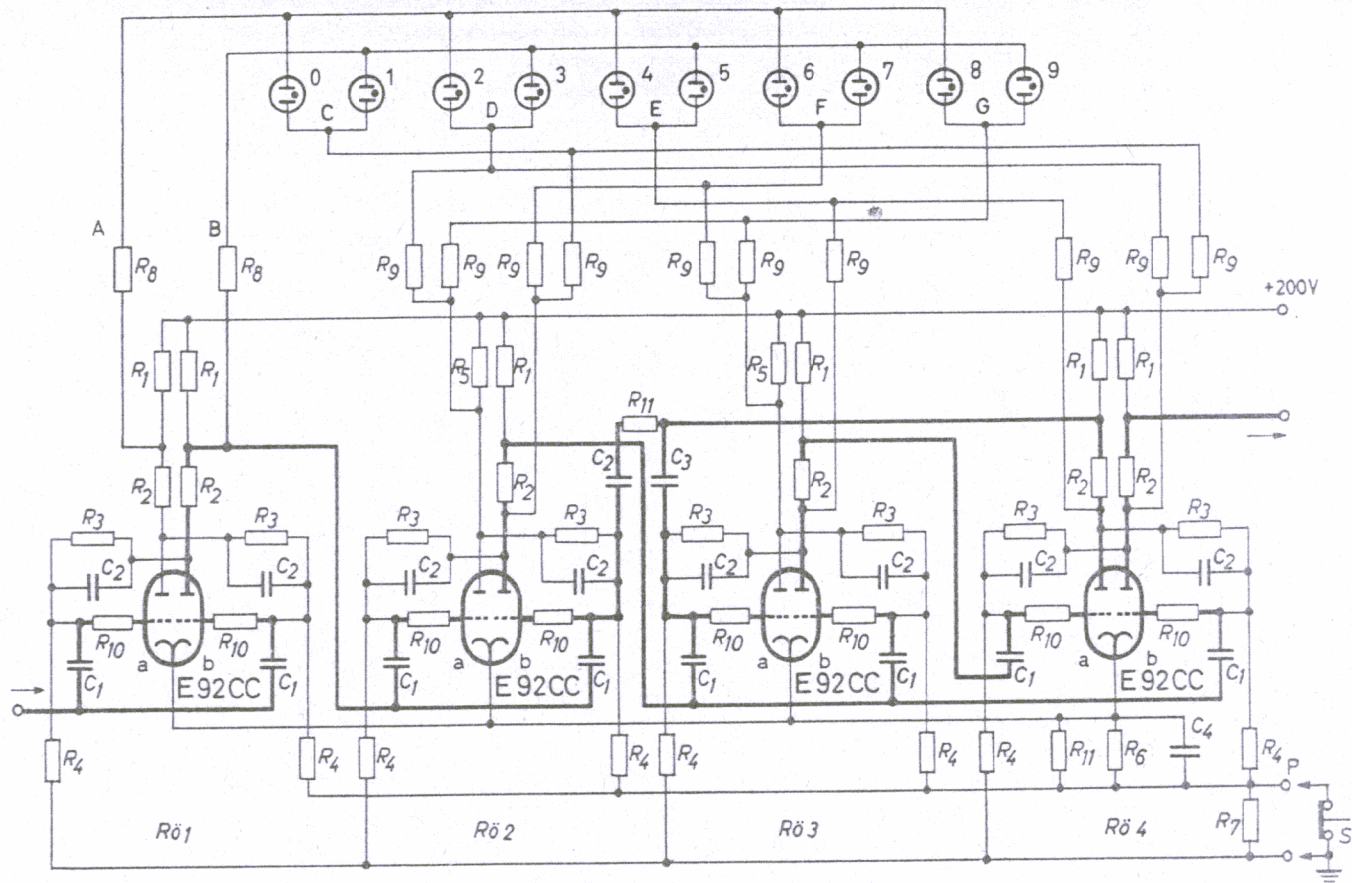 0 1 2 3 4 5 6 7 8 9
C D E F G
A B
R8 R8 R9 R9 R9 R9 R9 R9 R9 R9 R9 R9
+200V
R1 R1 R5 R1 R5 R1 R1 R1
R11
C2 C3
R2 R2 R2 R2 R2 R2
R3 R3 R3 R3 R3 R3 R3 R3
C2 C2 C2 C2 C2 C2 C2 C2
R10 R10 R10 R10 R10 R10 R10 R10
a b a b a b a b
C1 C1 C1 C1 C1 C1 C1 C1
E92CC E92CC E92CC E92CC
R4 R4 R4 R4 R4 R4 R4 R11 R6 C4 R4
P
Rö1 Rö2 Rö3 Rö4 R7 S